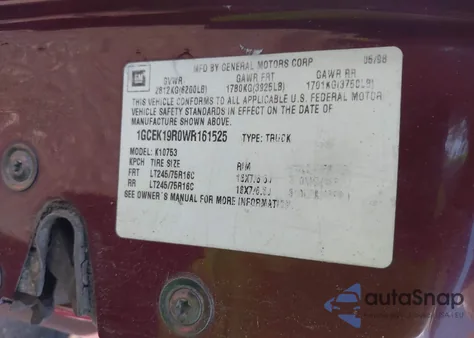 GM
MFD BY GENERAL MOTORS CORP
GVWR GAWR FRT GAWR RR
2812KG(6200LB) 1780KG(3925LB) 1701KG(3750LB)
THIS VEHICLE CONFORMS TO ALL APPLICABLE U.S. FEDERAL MOTOR
VEHICLE SAFETY STANDARDS IN EFFECT ON THE DATE OF
MANUFACTURE SHOWN ABOVE.
1GCEK19R0WR161525 TYPE: TRUCK
MODEL: K10753
KPCH TIRE SIZE RIM
FRT LT245/75R16C
RR LT245/75R16C
SEE OWNER'S MANUAL FOR MORE INFORMATION.
autoSnap